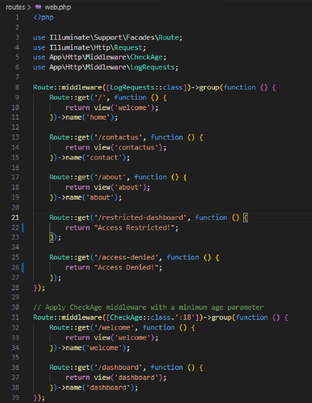 routes > web.php
1 <?php
2
3 use Illuminate\Support\Facades\Route;
4 use Illuminate\Http\Request;
5 use App\Http\Middleware\CheckAge;
6 use App\Http\Middleware\LogRequests;
7
8 Route::middleware([LogRequests::class])->group(function () {
9 Route::get('/', function () {
10 return view('welcome');
11 })->name('home');
12
13 Route::get('/contactus', function () {
14 return view('contactus');
15 })->name('contact');
16
17 Route::get('/about', function () {
18 return view('about');
19 })->name('about');
20
21 Route::get('/restricted-dashboard', function () {
22 return "Access Restricted!";
23 });
24
25 Route::get('/access-denied', function () {
26 return "Access Denied!";
27 });
28 });
29
30 // Apply CheckAge middleware with a minimum age parameter
31 Route::middleware([CheckAge::class.':18'])->group(function () {
32 Route::get('/welcome', function () {
33 return view('welcome');
34 })->name('welcome');
35
36 Route::get('/dashboard', function () {
37 return view('dashboard');
38 })->name('dashboard');
39 });